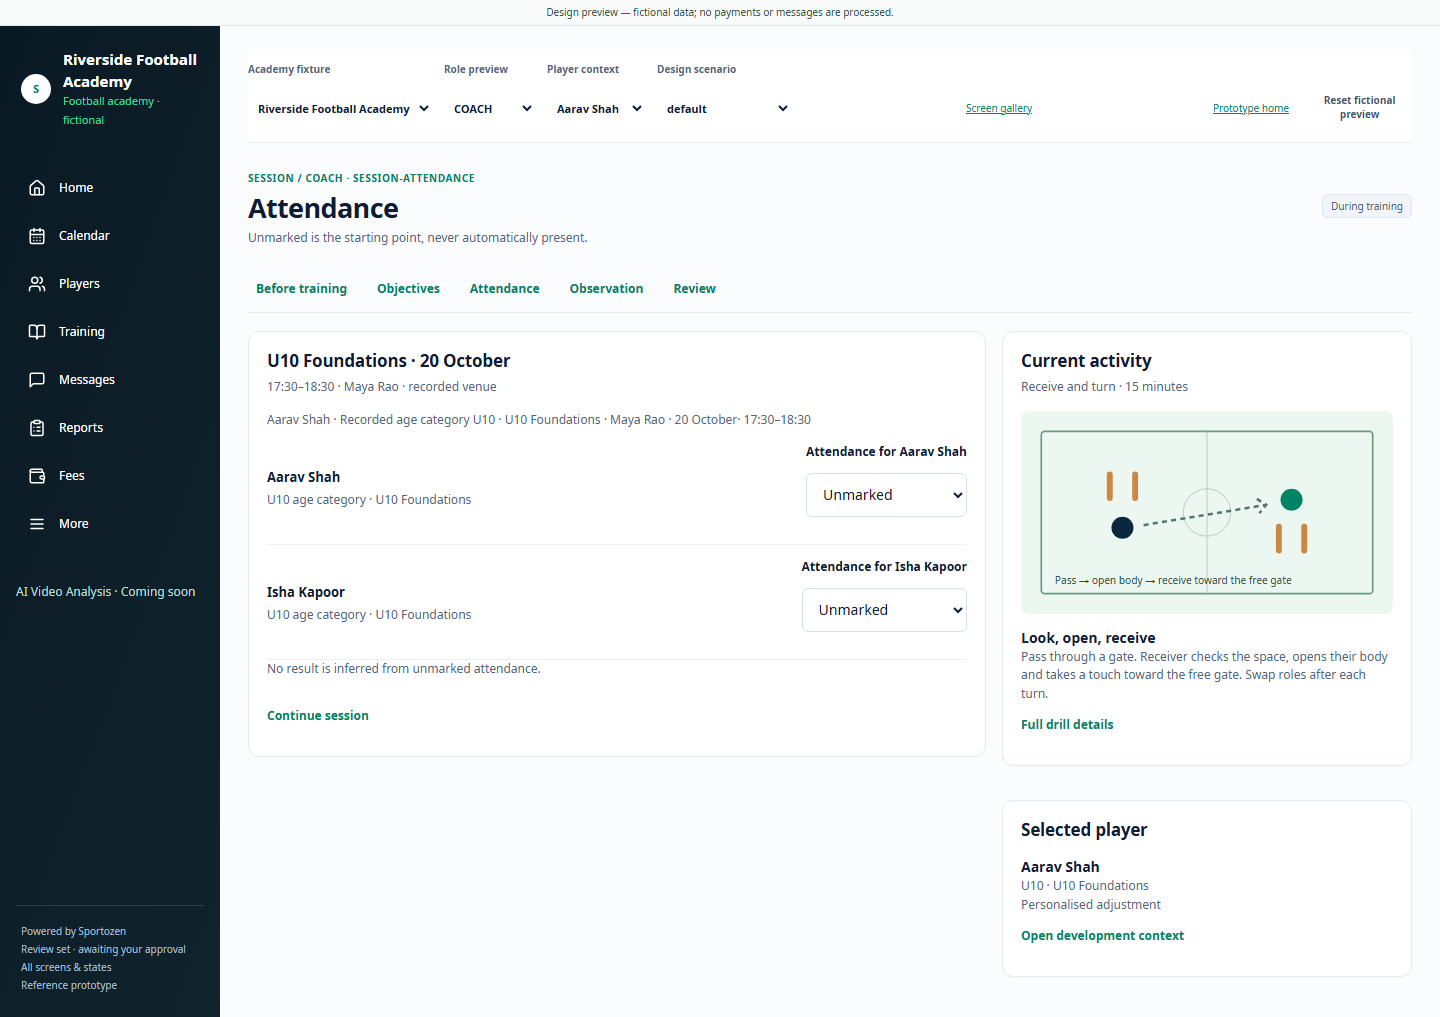 Design preview — fictional data; no payments or messages are processed.
S
Riverside Football
Academy
Football academy ·
fictional
Home
Calendar
Players
Training
Messages
Reports
Fees
More
AI Video Analysis · Coming soon
Powered by Sportozen
Review set · awaiting your approval
All screens & states
Reference prototype
Academy fixture
Role preview
Player context
Design scenario
Riverside Football Academy
COACH
Aarav Shah
default
Screen gallery
Prototype home
Reset fictional
preview
SESSION / COACH · SESSION-ATTENDANCE
Attendance
During training
Unmarked is the starting point, never automatically present.
Before training
Objectives
Attendance
Observation
Review
U10 Foundations · 20 October
17:30–18:30 · Maya Rao · recorded venue
Aarav Shah · Recorded age category U10 · U10 Foundations · Maya Rao · 20 October· 17:30–18:30
Attendance for Aarav Shah
Aarav Shah
U10 age category · U10 Foundations
Unmarked
Attendance for Isha Kapoor
Isha Kapoor
U10 age category · U10 Foundations
Unmarked
No result is inferred from unmarked attendance.
Continue session
Current activity
Receive and turn · 15 minutes
Pass → open body → receive toward the free gate
Look, open, receive
Pass through a gate. Receiver checks the space, opens their body
and takes a touch toward the free gate. Swap roles after each
turn.
Full drill details
Selected player
Aarav Shah
U10 · U10 Foundations
Personalised adjustment
Open development context